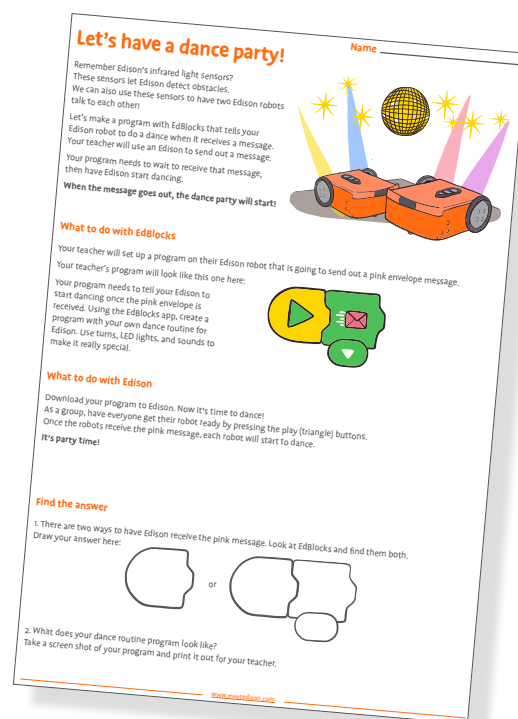 Let's have a dance party!
Name
Remember Edison's infrared light sensors?
These sensors let Edison detect obstacles.
We can also use these sensors to have two Edison robots
talk to each other!
Let's make a program with EdBlocks that tells your
Edison robot to do a dance when it receives a message.
Your teacher will use an Edison to send out a message.
Your program needs to wait to receive that message,
then have Edison start dancing.
When the message goes out, the dance party will start!
What to do with EdBlocks
Your teacher will set up a program on their Edison robot that is going to send out a pink envelope message.
Your teacher's program will look like this one here:
Your program needs to tell your Edison to
start dancing once the pink envelope is
received. Using the EdBlocks app, create a
program with your own dance routine for
Edison. Use turns, LED lights, and sounds to
make it really special.
What to do with Edison
Download your program to Edison. Now it's time to dance!
As a group, have everyone get their robot ready by pressing the play (triangle) buttons.
Once the robots receive the pink message, each robot will start to dance.
It's party time!
Find the answer
1. There are two ways to have Edison receive the pink message. Look at EdBlocks and find them both.
Draw your answer here:
or
2. What does your dance routine program look like?
Take a screen shot of your program and print it out for your teacher.
www.meetedison.com